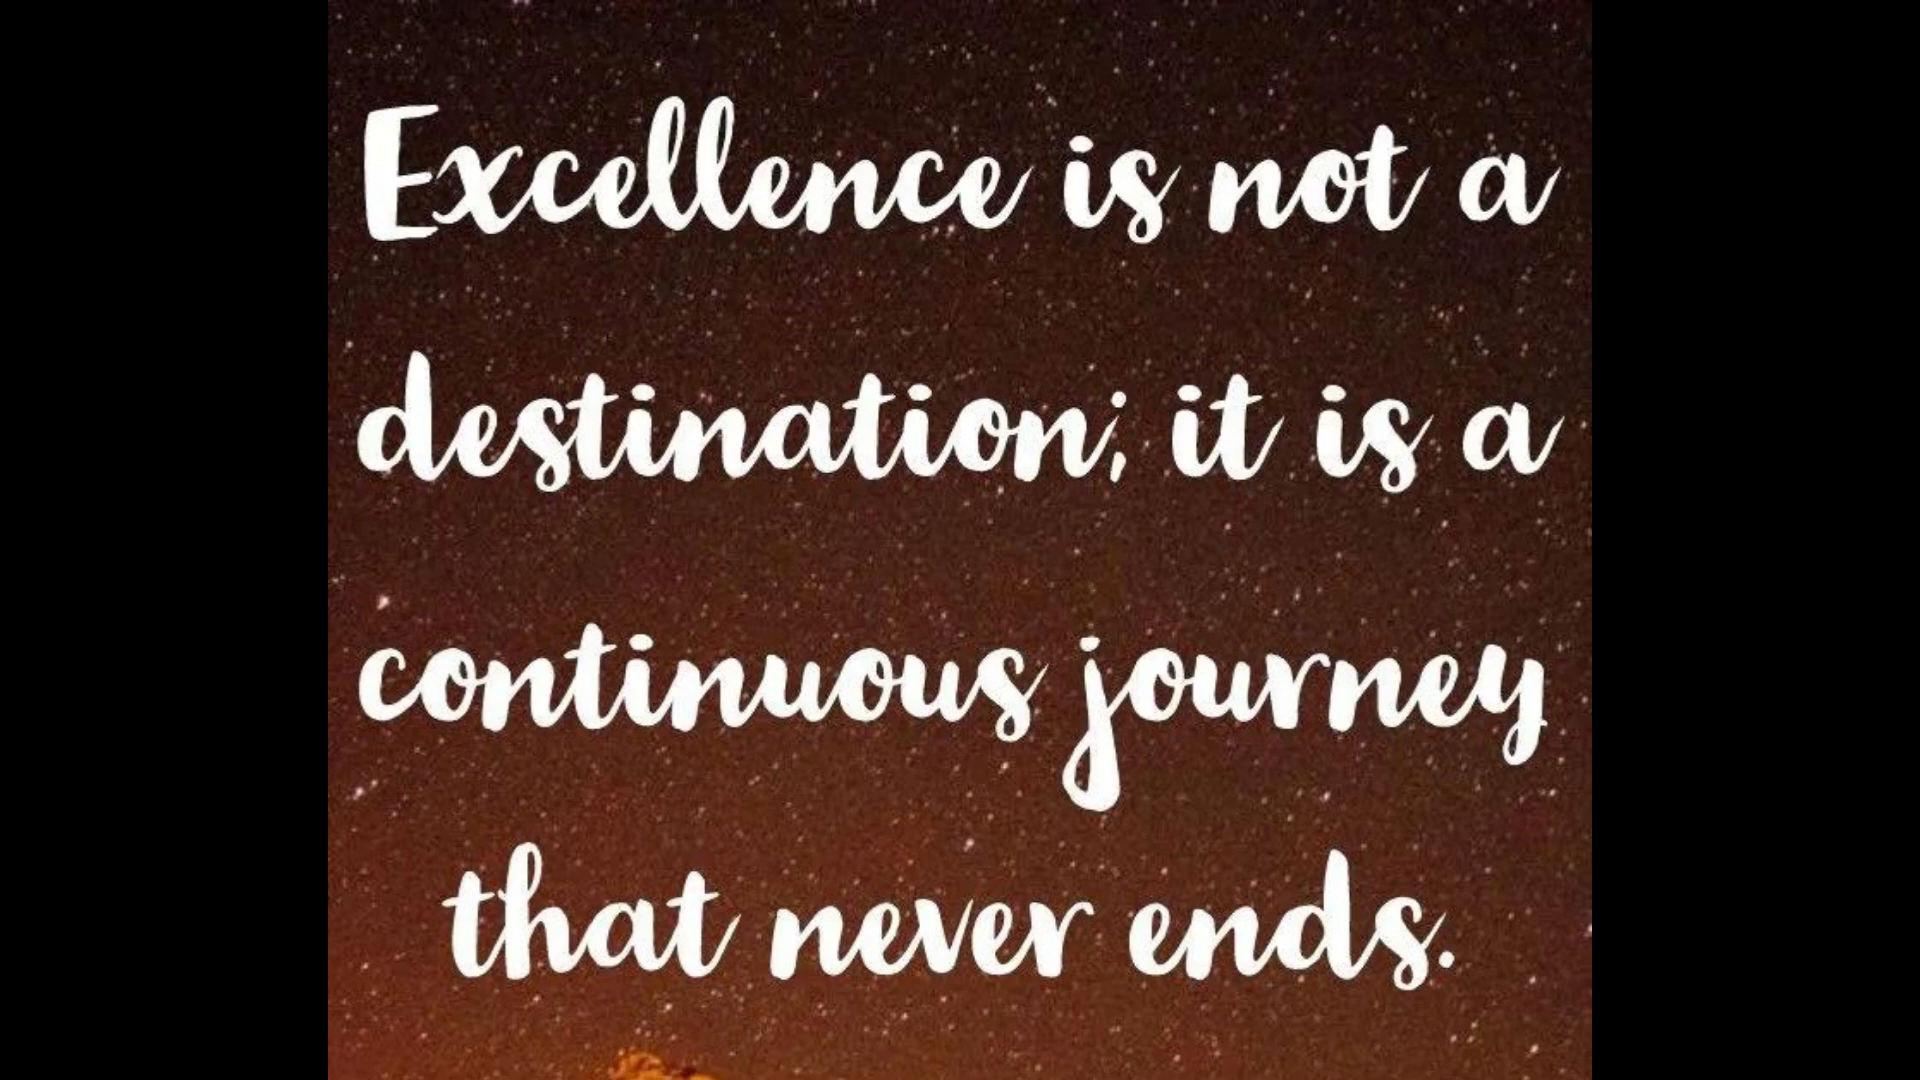 Excellence is not a
destination; it is a
continuous journey
that never ends.